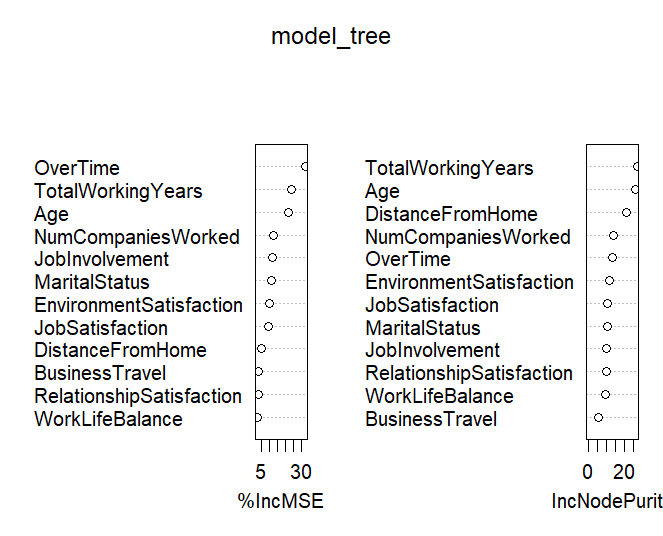 model_tree
OverTime
TotalWorkingYears
Age
NumCompaniesWorked
JobInvolvement
MaritalStatus
EnvironmentSatisfaction
JobSatisfaction
DistanceFromHome
BusinessTravel
RelationshipSatisfaction
WorkLifeBalance
5 30
%IncMSE
TotalWorkingYears
Age
DistanceFromHome
NumCompaniesWorked
OverTime
EnvironmentSatisfaction
JobSatisfaction
MaritalStatus
JobInvolvement
RelationshipSatisfaction
WorkLifeBalance
BusinessTravel
0 20
IncNodePurit